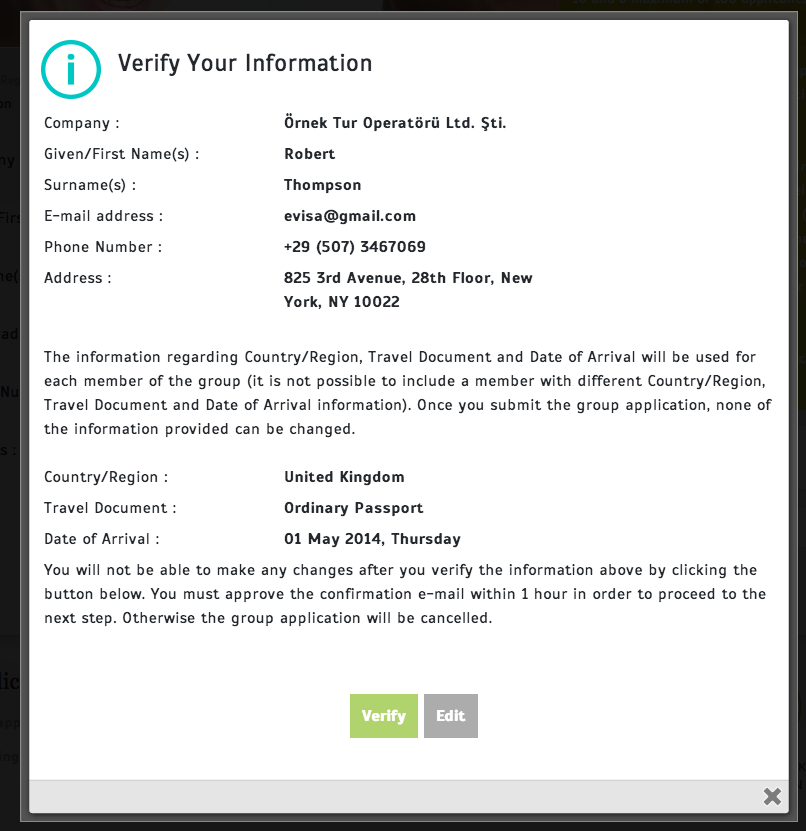 Verify Your Information
Company : Örnek Tur Operatörü Ltd. Şti.
Given/First Name(s) : Robert
Surname(s) : Thompson
E-mail address : evisa@gmail.com
Phone Number : +29 (507) 3467069
Address : 825 3rd Avenue, 28th Floor, New
York, NY 10022
The information regarding Country/Region, Travel Document and Date of Arrival will be used for
each member of the group (it is not possible to include a member with different Country/Region,
Travel Document and Date of Arrival information). Once you submit the group application, none of
the information provided can be changed.
Country/Region : United Kingdom
Travel Document : Ordinary Passport
Date of Arrival : 01 May 2014, Thursday
You will not be able to make any changes after you verify the information above by clicking the
button below. You must approve the confirmation e-mail within 1 hour in order to proceed to the
next step. Otherwise the group application will be cancelled.
Verify Edit